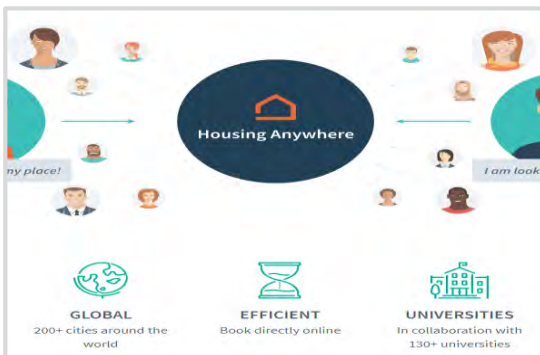 Housing Anywhere
my place!
I am look
GLOBAL
200+ cities around the
world
EFFICIENT
Book directly online
UNIVERSITIES
In collaboration with
130+ universities